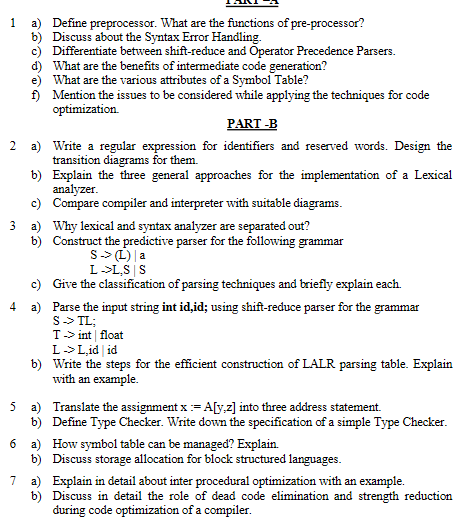 PART –A
1 a) Define preprocessor. What are the functions of pre-processor?
b) Discuss about the Syntax Error Handling.
c) Differentiate between shift-reduce and Operator Precedence Parsers.
d) What are the benefits of intermediate code generation?
e) What are the various attributes of a Symbol Table?
f) Mention the issues to be considered while applying the techniques for code
optimization.
PART -B
2 a) Write a regular expression for identifiers and reserved words. Design the
transition diagrams for them.
b) Explain the three general approaches for the implementation of a Lexical
analyzer.
c) Compare compiler and interpreter with suitable diagrams.
3 a) Why lexical and syntax analyzer are separated out?
b) Construct the predictive parser for the following grammar
S -> (L) | a
L ->L,S | S
c) Give the classification of parsing techniques and briefly explain each.
4 a) Parse the input string int id,id; using shift-reduce parser for the grammar
S -> TL;
T -> int | float
L -> L,id | id
b) Write the steps for the efficient construction of LALR parsing table. Explain
with an example.
5 a) Translate the assignment x := A[y,z] into three address statement.
b) Define Type Checker. Write down the specification of a simple Type Checker.
6 a) How symbol table can be managed? Explain.
b) Discuss storage allocation for block structured languages.
7 a) Explain in detail about inter procedural optimization with an example.
b) Discuss in detail the role of dead code elimination and strength reduction
during code optimization of a compiler.